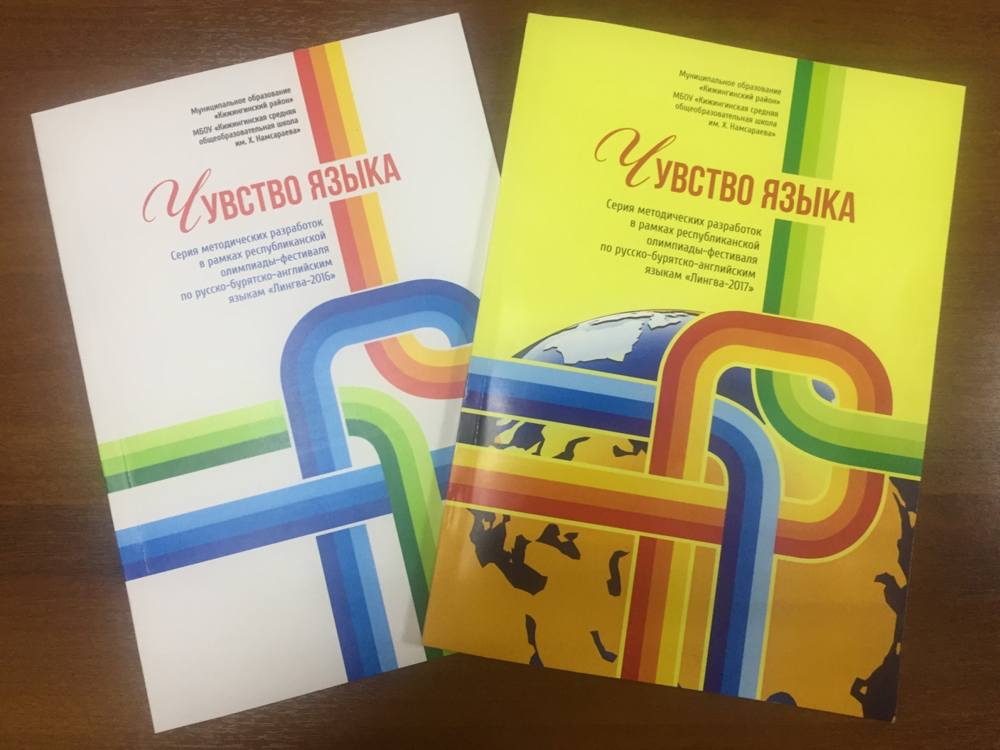 Муниципальное образование
«Кижингинский район»
МБОУ «Кижингинская средняя
общеобразовательная школа
им. Х. Намсараева»
Чувство языка
Серия методических разработок
в рамках республиканской
олимпиады-фестиваля
по русско-бурятско-английским
языкам «Лингва-2016»
Муниципальное образование
«Кижингинский район»
МБОУ «Кижингинская средняя
общеобразовательная школа
им. Х. Намсараева»
Чувство языка
Серия методических разработок
в рамках республиканской
олимпиады-фестиваля
по русско-бурятско-английским
языкам «Лингва-2017»